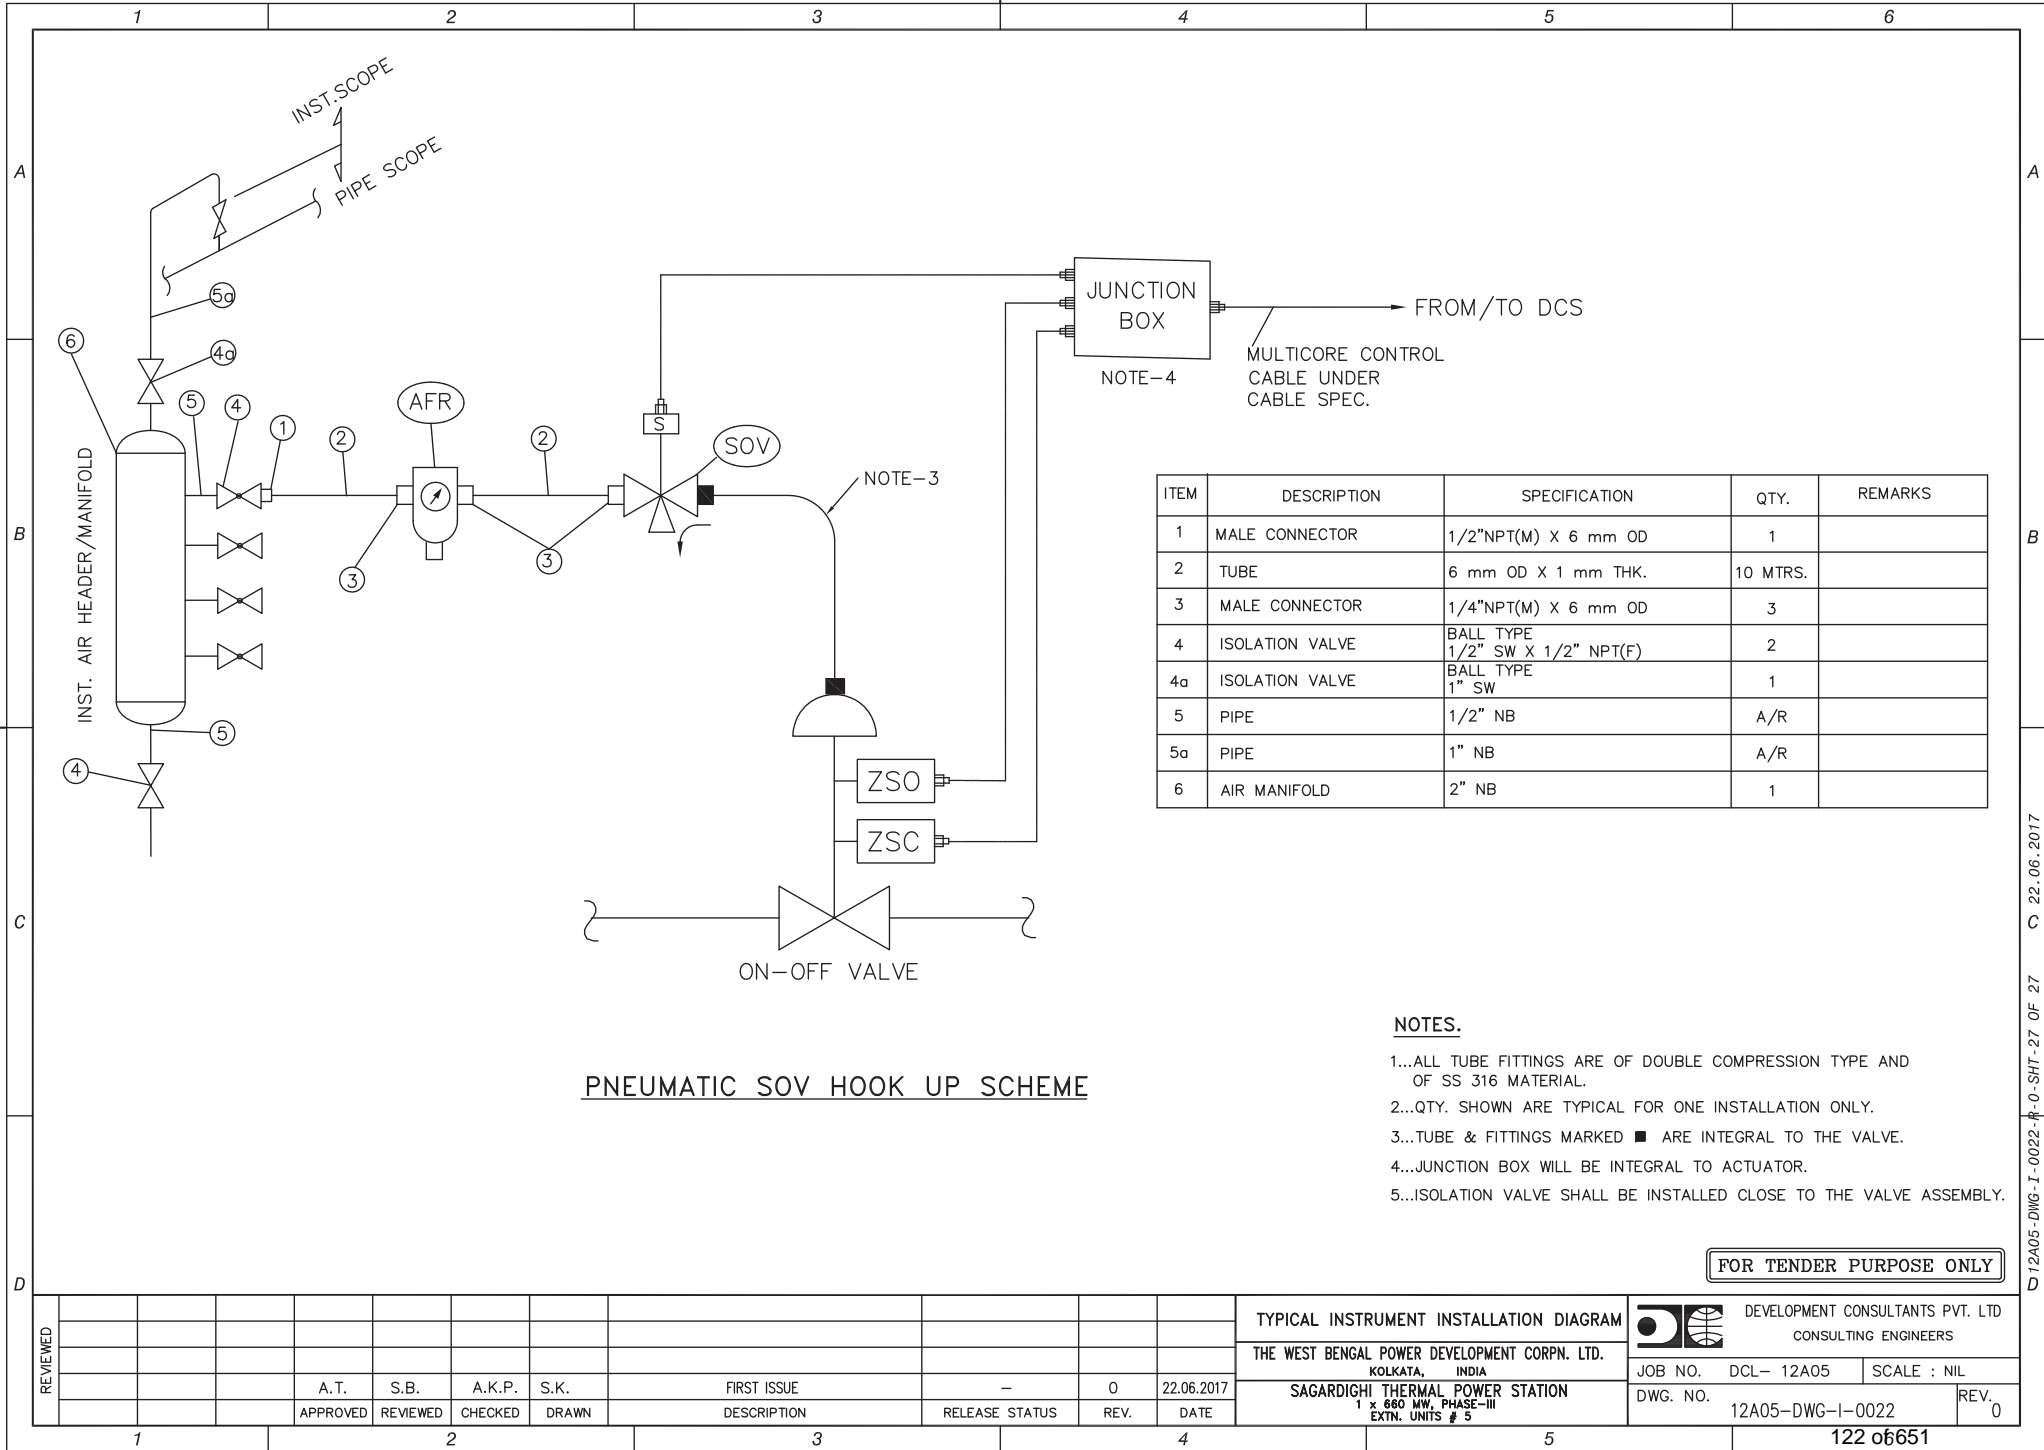 1 2 3 4 5 6
A A
B B
C C
D D
INST.SCOPE
PIPE SCOPE
5a
4a
6
5
4
1
2
AFR
2
S
SOV
NOTE-3
3
3
INST. AIR HEADER/MANIFOLD
5
4
JUNCTION
BOX
NOTE-4
FROM/TO DCS
MULTICORE CONTROL
CABLE UNDER
CABLE SPEC.
ZSO
ZSC
ON-OFF VALVE
PNEUMATIC SOV HOOK UP SCHEME
ITEM DESCRIPTION SPECIFICATION QTY. REMARKS
1 MALE CONNECTOR 1/2"NPT(M) X 6 mm OD 1
2 TUBE 6 mm OD X 1 mm THK. 10 MTRS.
3 MALE CONNECTOR 1/4"NPT(M) X 6 mm OD 3
4 ISOLATION VALVE BALL TYPE
1/2" SW X 1/2" NPT(F) 2
4a ISOLATION VALVE BALL TYPE
1" SW 1
5 PIPE 1/2" NB A/R
5a PIPE 1" NB A/R
6 AIR MANIFOLD 2" NB 1
NOTES.
1...ALL TUBE FITTINGS ARE OF DOUBLE COMPRESSION TYPE AND
OF SS 316 MATERIAL.
2...QTY. SHOWN ARE TYPICAL FOR ONE INSTALLATION ONLY.
3...TUBE & FITTINGS MARKED ■ ARE INTEGRAL TO THE VALVE.
4...JUNCTION BOX WILL BE INTEGRAL TO ACTUATOR.
5...ISOLATION VALVE SHALL BE INSTALLED CLOSE TO THE VALVE ASSEMBLY.
FOR TENDER PURPOSE ONLY
12A05-DWG-I-0022-R-0-SHT-27 OF 27 22.06.2017
REVIEWED
A.T. S.B. A.K.P. S.K. FIRST ISSUE - 0 22.06.2017
APPROVED REVIEWED CHECKED DRAWN DESCRIPTION RELEASE STATUS REV. DATE
TYPICAL INSTRUMENT INSTALLATION DIAGRAM
THE WEST BENGAL POWER DEVELOPMENT CORPN. LTD.
KOLKATA, INDIA
SAGARDIGHI THERMAL POWER STATION
1 x 660 MW, PHASE-III
EXTN. UNITS # 5
DEVELOPMENT CONSULTANTS PVT. LTD
CONSULTING ENGINEERS
JOB NO. DCL- 12A05 SCALE : NIL
DWG. NO. 12A05-DWG-I-0022 REV. 0
1 2 3 4 5 6
122 of 651